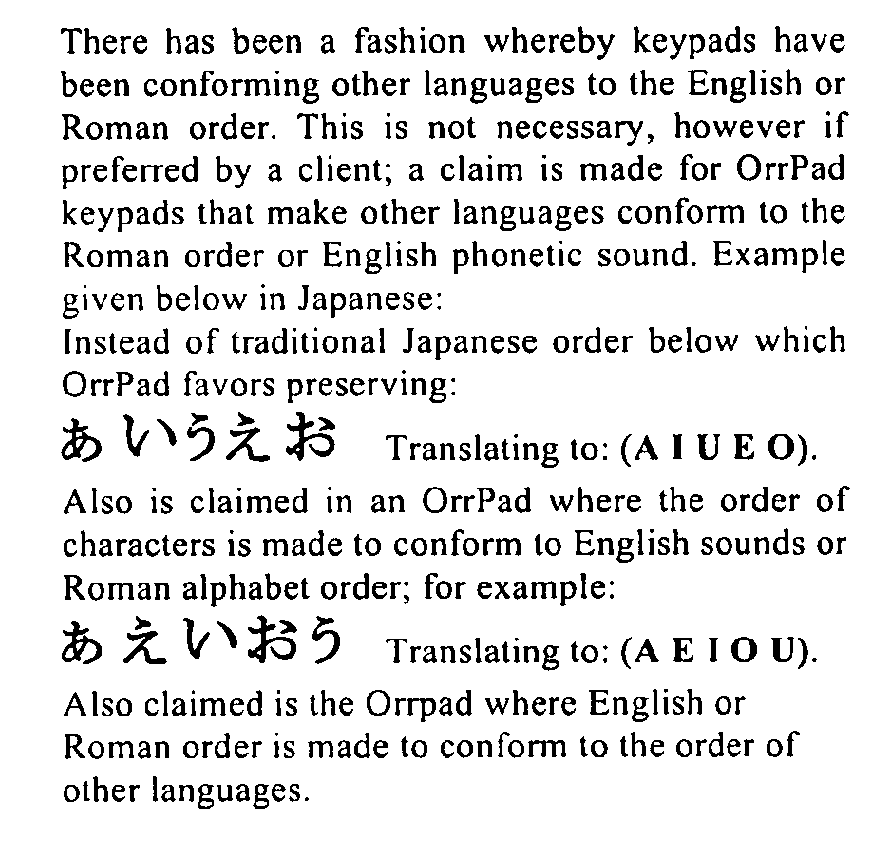 There has been a fashion whereby keypads have
been conforming other languages to the English or
Roman order. This is not necessary, however if
preferred by a client; a claim is made for OrrPad
keypads that make other languages conform to the
Roman order or English phonetic sound. Example
given below in Japanese:
Instead of traditional Japanese order below which
OrrPad favors preserving:
あいうえお Translating to: (A I U E O).
Also is claimed in an OrrPad where the order of
characters is made to conform to English sounds or
Roman alphabet order; for example:
あえいおう Translating to: (A E I O U).
Also claimed is the Orrpad where English or
Roman order is made to conform to the order of
other languages.